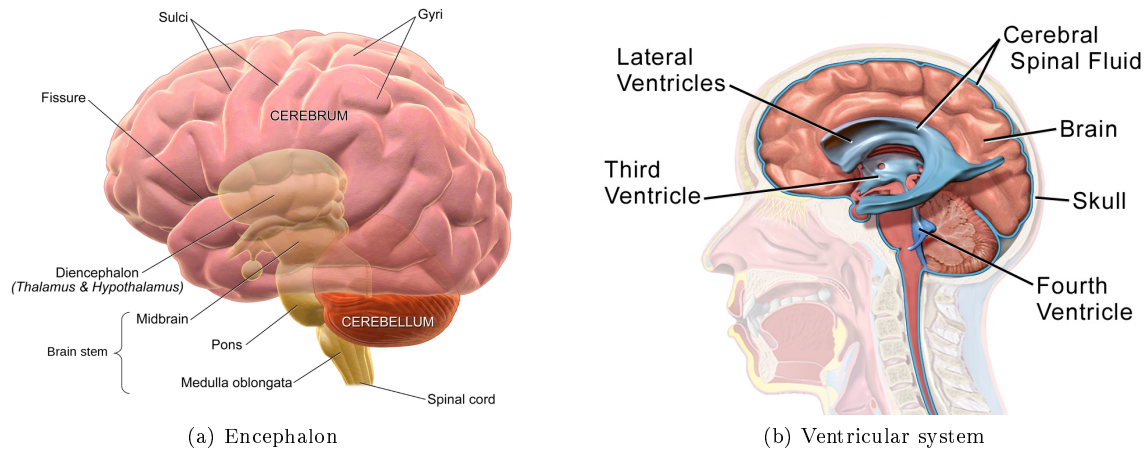 Sulci
Gyri
Fissure
CEREBRUM
Diencephalon
(Thalamus & Hypothalamus)
Midbrain
CEREBELLUM
Brain stem
Pons
Medulla oblongata
Spinal cord
(a) Encephalon
Cerebral
Spinal Fluid
Lateral
Ventricles
Brain
Third
Ventricle
Skull
Fourth
Ventricle
(b) Ventricular system